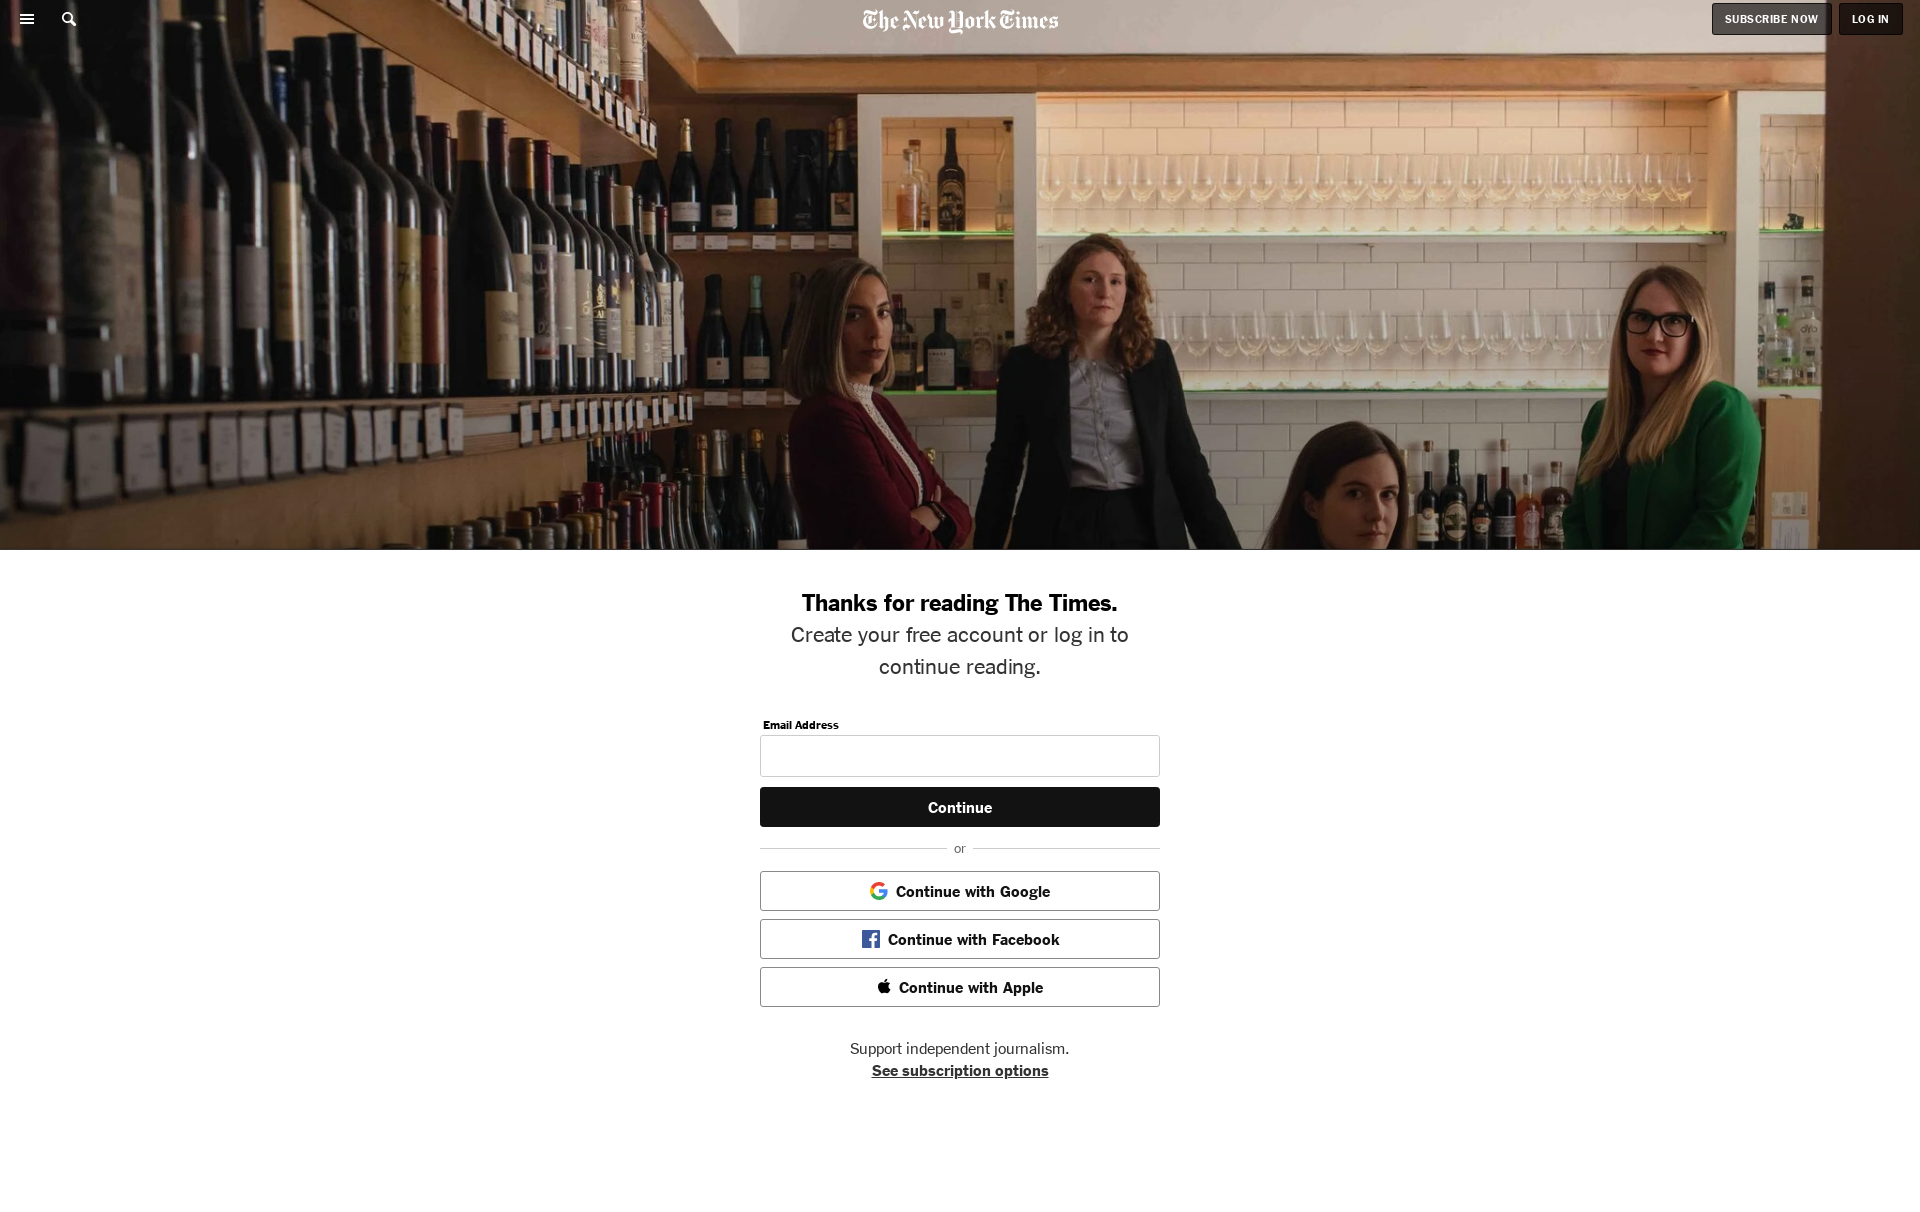 The New York Times
SUBSCRIBE NOW
LOG IN
Thanks for reading The Times.
Create your free account or log in to
continue reading.
Email Address
Continue
or
Continue with Google
Continue with Facebook
Continue with Apple
Support independent journalism.
See subscription options